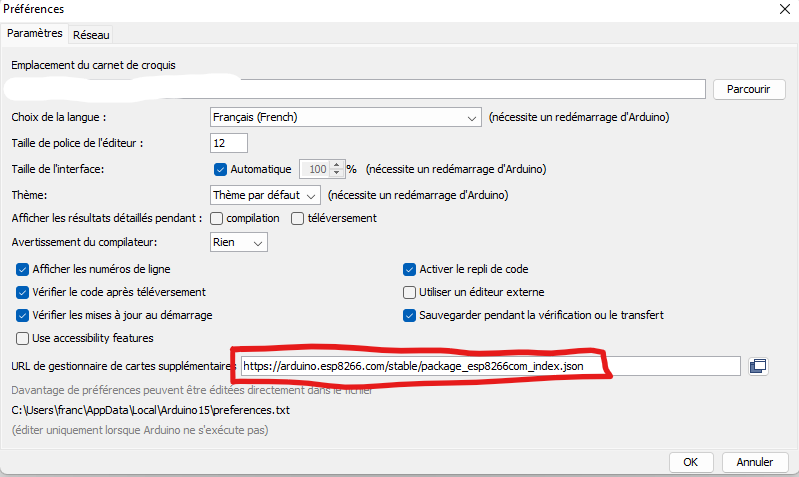 Préférences
Paramètres Réseau
Emplacement du carnet de croquis
Parcourir
Choix de la langue : Français (French) (nécessite un redémarrage d'Arduino)
Taille de police de l'éditeur : 12
Taille de l'interface: Automatique 100 % (nécessite un redémarrage d'Arduino)
Thème: Thème par défaut (nécessite un redémarrage d'Arduino)
Afficher les résultats détaillés pendant : compilation téléversement
Avertissement du compilateur: Rien
Afficher les numéros de ligne Activer le repli de code
Vérifier le code après téléversement Utiliser un éditeur externe
Vérifier les mises à jour au démarrage Sauvegarder pendant la vérification ou le transfert
Use accessibility features
URL de gestionnaire de cartes supplémentaires https://arduino.esp8266.com/stable/package_esp8266com_index.json
Davantage de préférences peuvent être éditées directement dans le fichier
C:\Users\franc\AppData\Local\Arduino15\preferences.txt
(éditer uniquement lorsque Arduino ne s'exécute pas)
OK Annuler